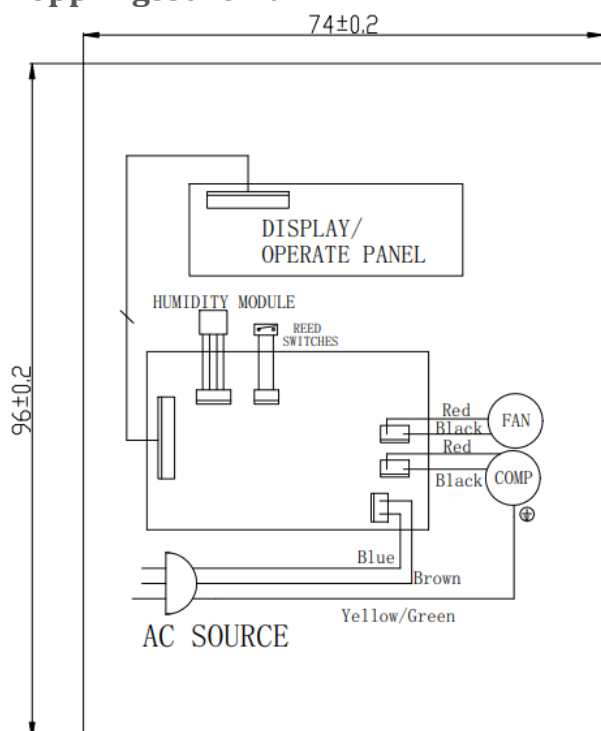 74±0.2
96±0.2
DISPLAY/
OPERATE PANEL
HUMIDITY MODULE
REED
SWITCHES
Red
Black
FAN
Red
Black
COMP
Blue
Brown
Yellow/Green
AC SOURCE